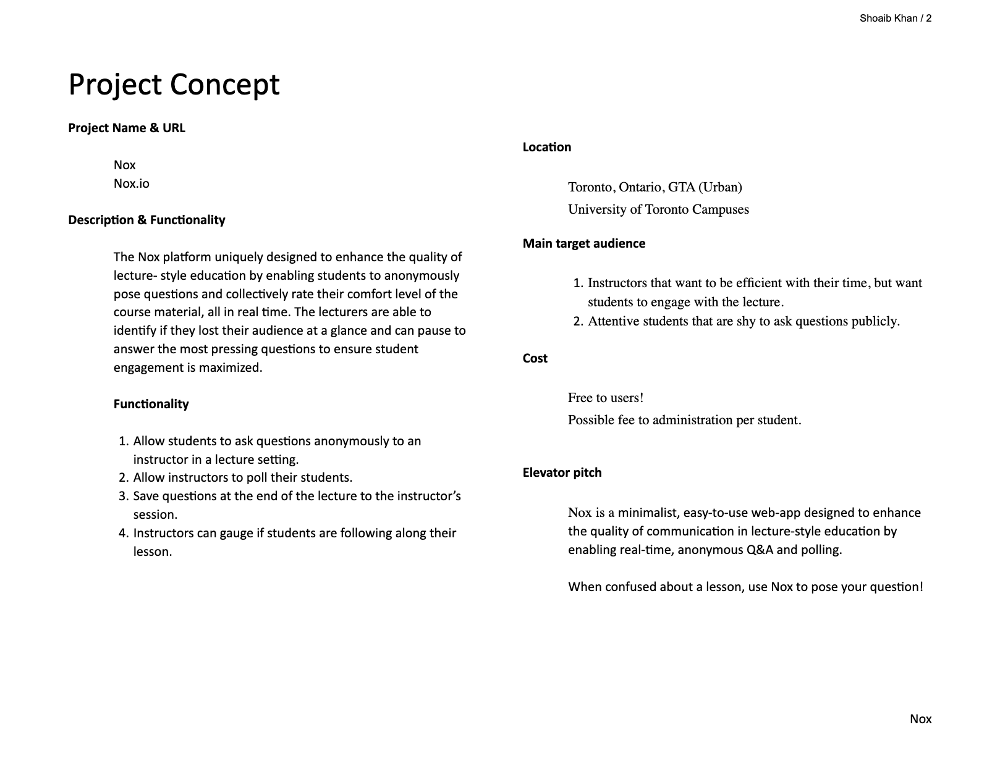 Shoaib Khan / 2
Project Concept
Project Name & URL
Nox
Nox.io
Description & Functionality
The Nox platform uniquely designed to enhance the quality of
lecture- style education by enabling students to anonymously
pose questions and collectively rate their comfort level of the
course material, all in real time. The lecturers are able to
identify if they lost their audience at a glance and can pause to
answer the most pressing questions to ensure student
engagement is maximized.
Functionality
1. Allow students to ask questions anonymously to an
instructor in a lecture setting.
2. Allow instructors to poll their students.
3. Save questions at the end of the lecture to the instructor’s
session.
4. Instructors can gauge if students are following along their
lesson.
Location
Toronto, Ontario, GTA (Urban)
University of Toronto Campuses
Main target audience
1. Instructors that want to be efficient with their time, but want
students to engage with the lecture.
2. Attentive students that are shy to ask questions publicly.
Cost
Free to users!
Possible fee to administration per student.
Elevator pitch
Nox is a minimalist, easy-to-use web-app designed to enhance
the quality of communication in lecture-style education by
enabling real-time, anonymous Q&A and polling.
When confused about a lesson, use Nox to pose your question!
Nox